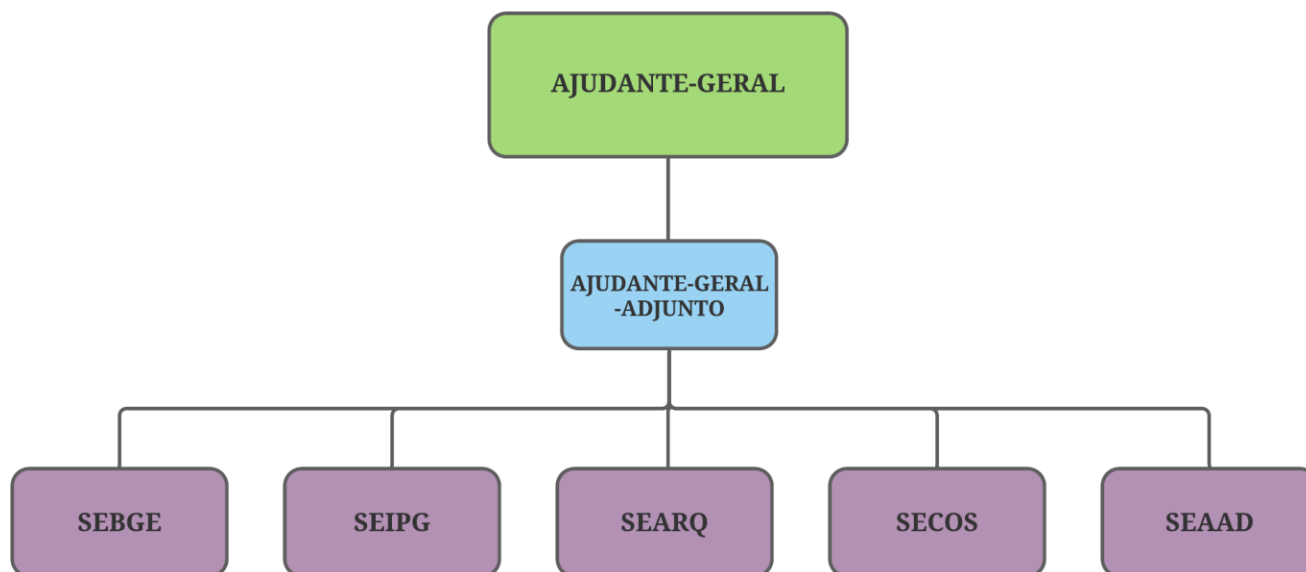 AJUDANTE-GERAL
AJUDANTE-GERAL
-ADJUNTO
SEBGE
SEIPG
SEARQ
SECOS
SEAAD